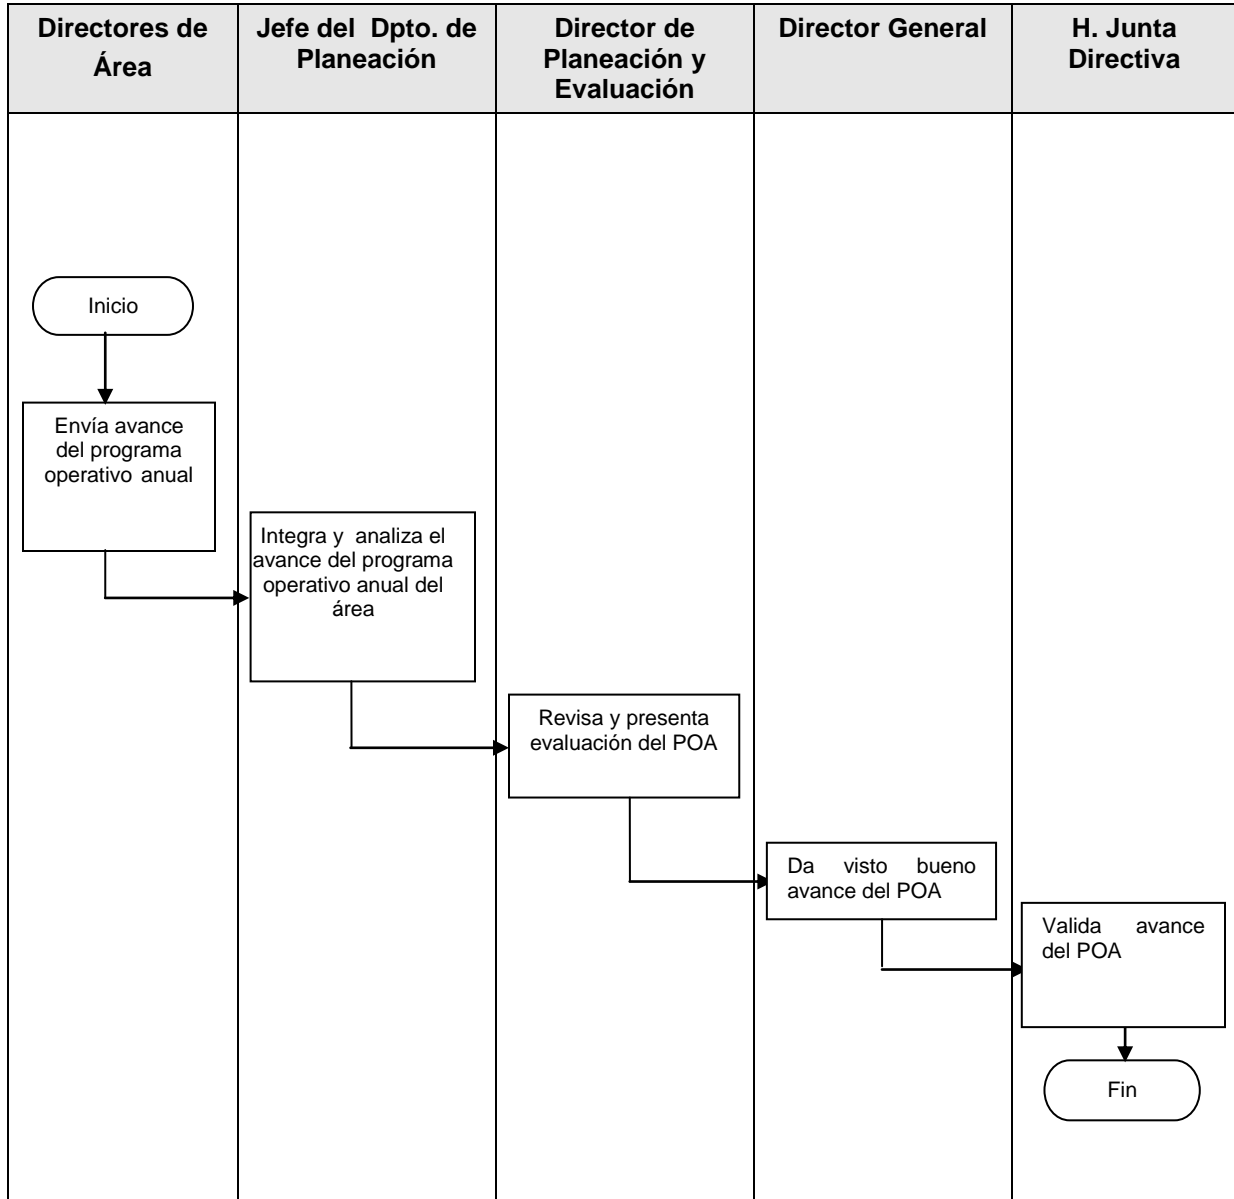 Directores de
Área
Jefe del Dpto. de
Planeación
Director de
Planeación y
Evaluación
Director General
H. Junta
Directiva
Inicio
Envía avance
del programa
operativo anual
Integra y analiza el
avance del programa
operativo anual del
área
Revisa y presenta
evaluación del POA
Da visto bueno
avance del POA
Valida avance
del POA
Fin